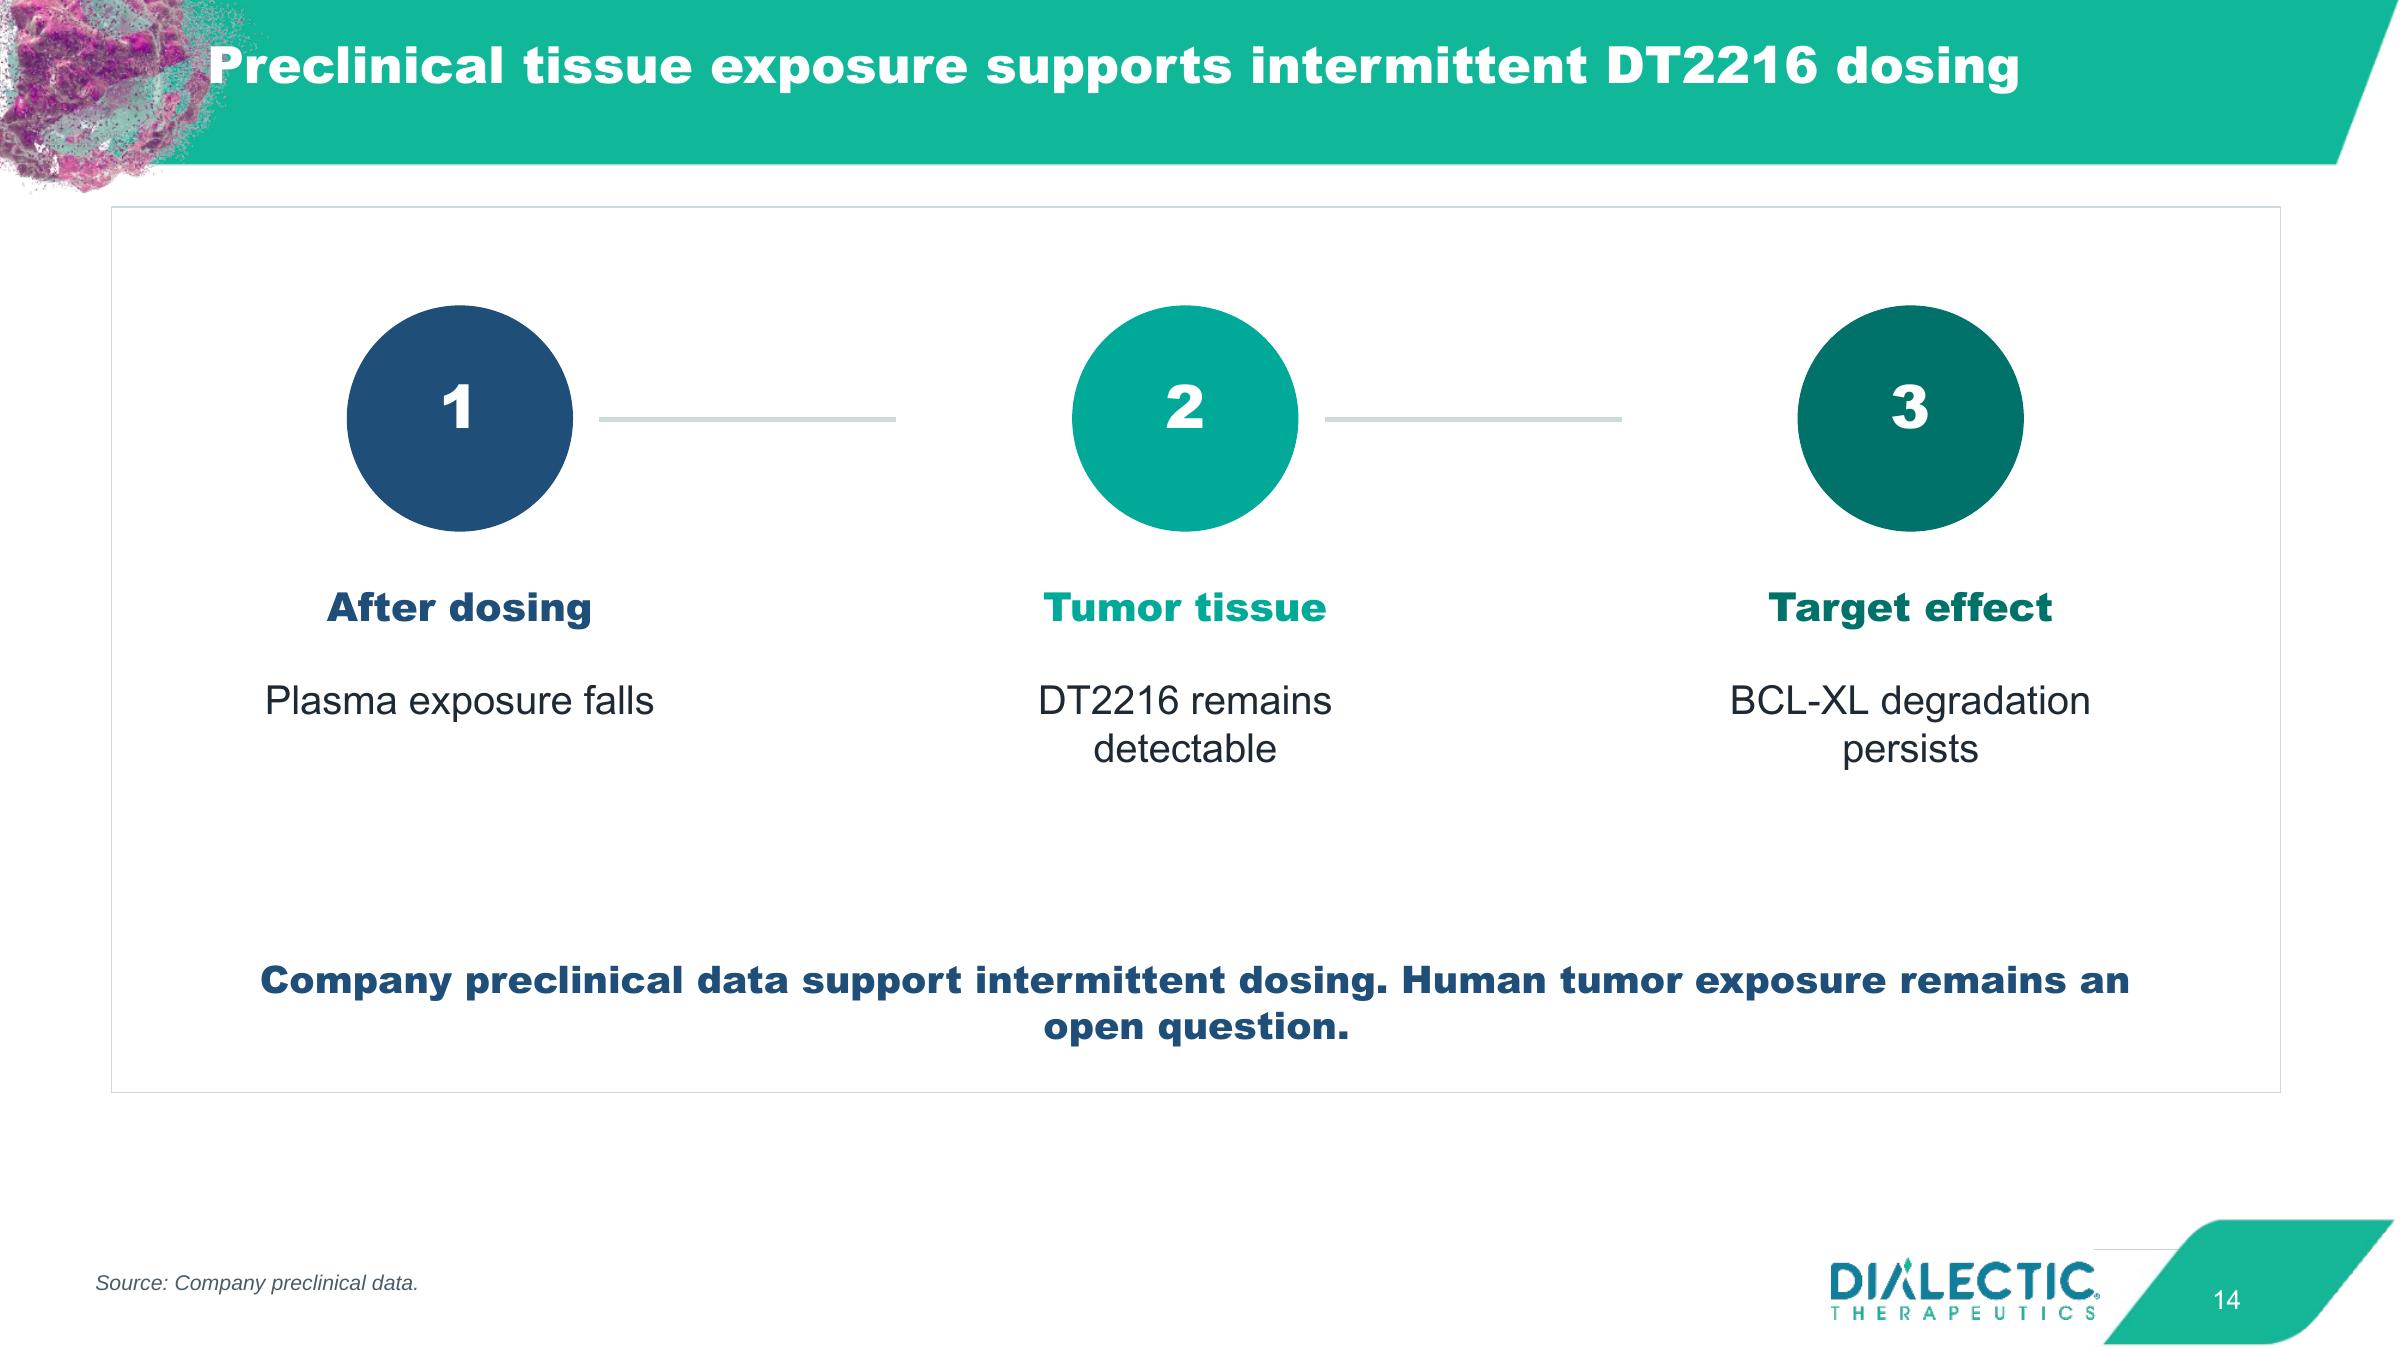 Preclinical tissue exposure supports intermittent DT2216 dosing
1
2
3
After dosing
Tumor tissue
Target effect
Plasma exposure falls
DT2216 remains
detectable
BCL-XL degradation
persists
Company preclinical data support intermittent dosing. Human tumor exposure remains an
open question.
Source: Company preclinical data.
DIALECTIC®
THERAPEUTICS
14